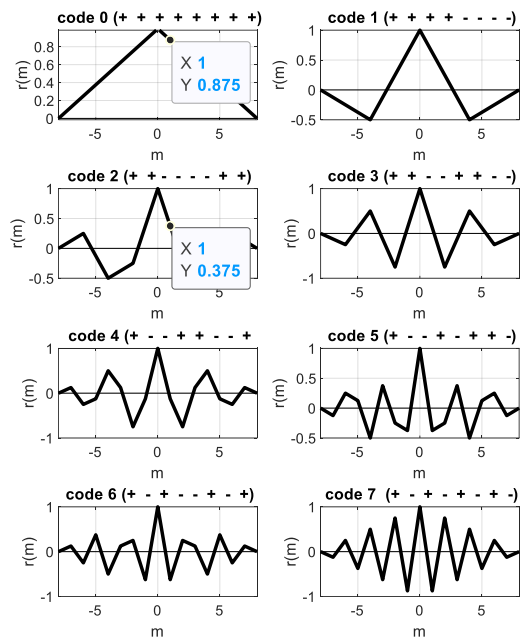 code 0 (+ + + + + + + +)
code 1 (+ + + + - - - -)
r(m)
0.8
0.6
0.4
0.2
0
X 1
Y 0.875
-5 0 5
m
r(m)
1
0.5
0
-0.5
-5 0 5
m
code 2 (+ + - - - - + +)
code 3 (+ + - - + + - -)
r(m)
1
0.5
0
-0.5
X 1
Y 0.375
-5 0 5
m
r(m)
1
0
-1
-5 0 5
m
code 4 (+ - - + + - - +
code 5 (+ - - + - + + -)
r(m)
1
0
-1
-5 0 5
m
r(m)
1
0.5
0
-0.5
-5 0 5
m
code 6 (+ - + - - + - +)
code 7 (+ - + - + - + -)
r(m)
1
0
-1
-5 0 5
m
r(m)
1
0
-1
-5 0 5
m